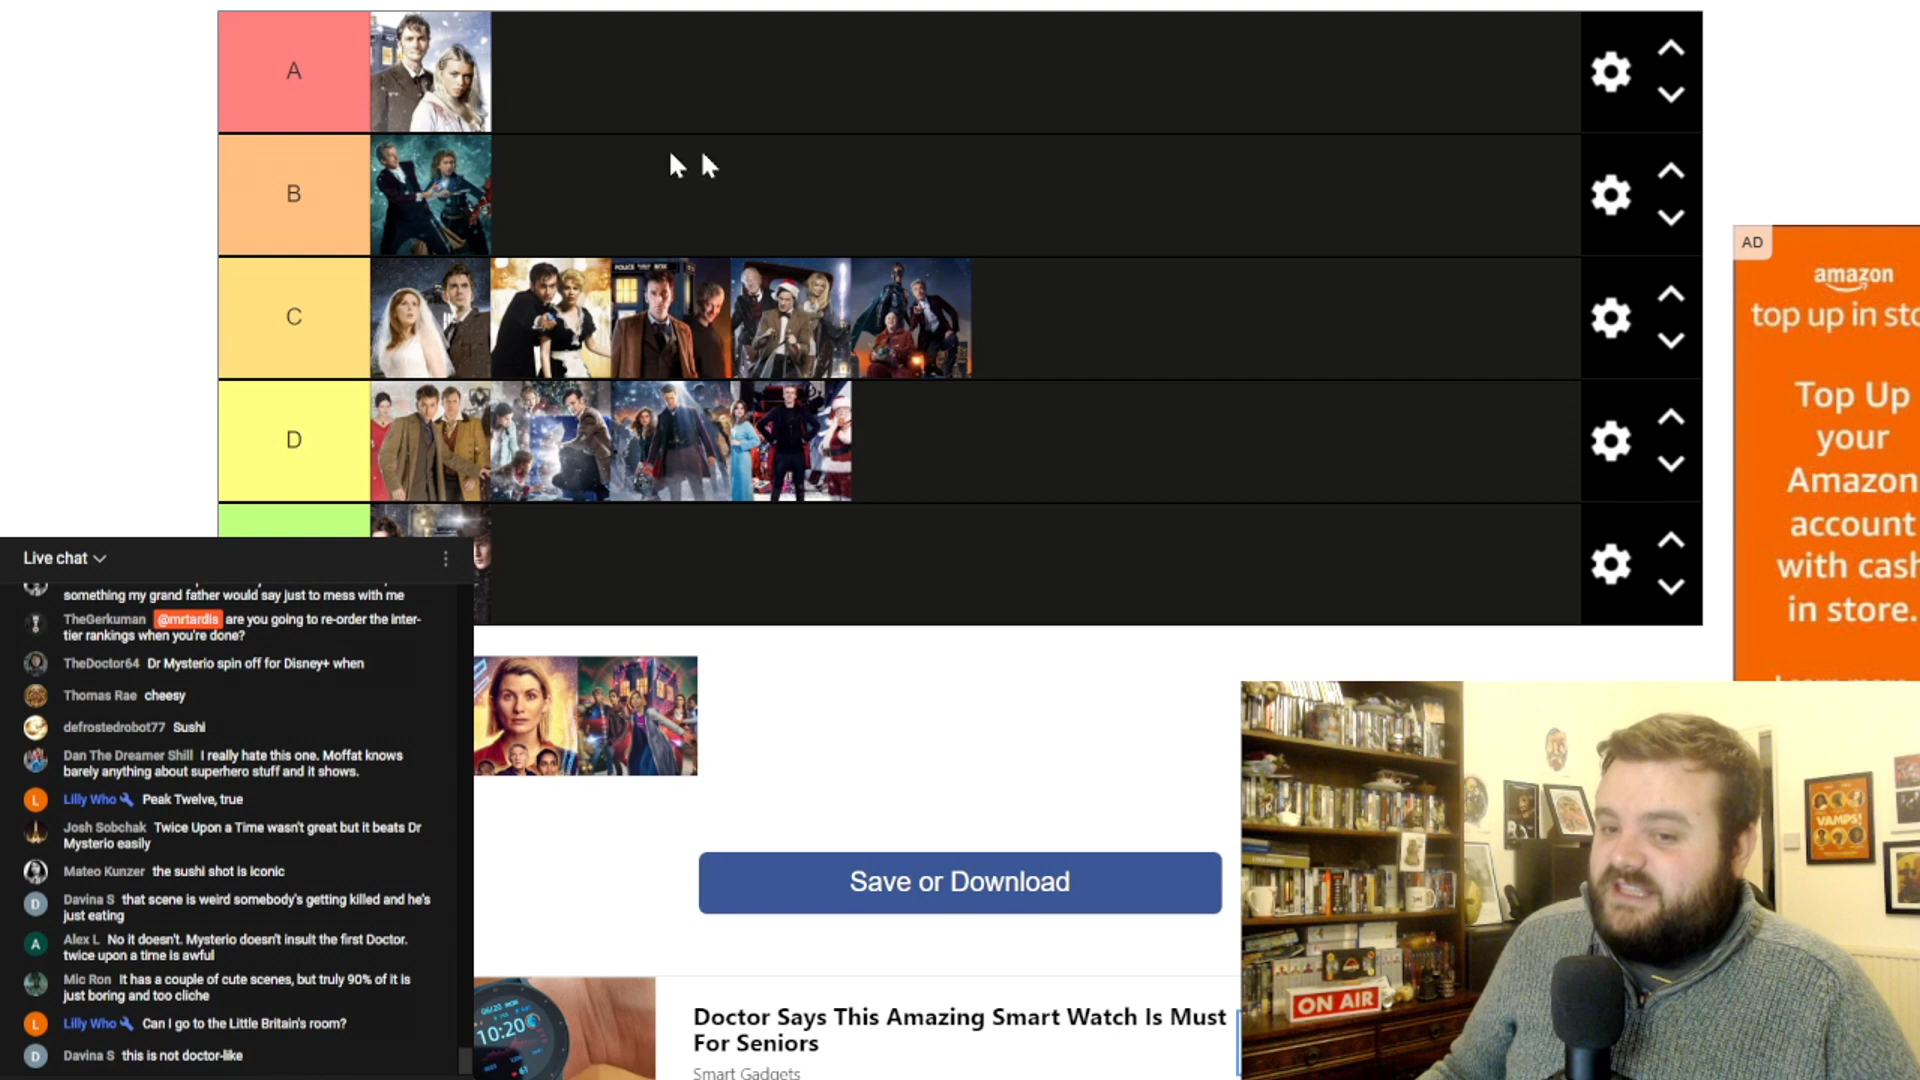 A
B
C
POLICE BOX
D
AD
amazon
top up in sto
Top Up
your
Amazon
account
with cash
in store.
Live chat
something my grand father would say just to mess with me
TheGerkuman @mrtardis are you going to re-order the inter-
tier rankings when you're done?
TheDoctor64 Dr Mysterio spin off for Disney+ when
Thomas Rae cheesy
defrostedrobot77 Sushi
Dan The Dreamer Shill I really hate this one. Moffat knows
barely anything about superhero stuff and it shows.
L Lilly Who Peak Twelve, true
Josh Sobchak Twice Upon a Time wasn't great but it beats Dr
Mysterio easily
Mateo Kunzer the sushi shot is iconic
D Davina S that scene is weird somebody's getting killed and he's
just eating
A Alex L No it doesn't. Mysterio doesn't insult the first Doctor.
twice upon a time is awful
Mic Ron It has a couple of cute scenes, but truly 90% of it is
just boring and too cliche
L Lilly Who Can I go to the Little Britain's room?
D Davina S this is not doctor-like
Save or Download
VAMPS!
ON AIR
10:20
Doctor Says This Amazing Smart Watch Is Must
For Seniors
Smart Gadgets